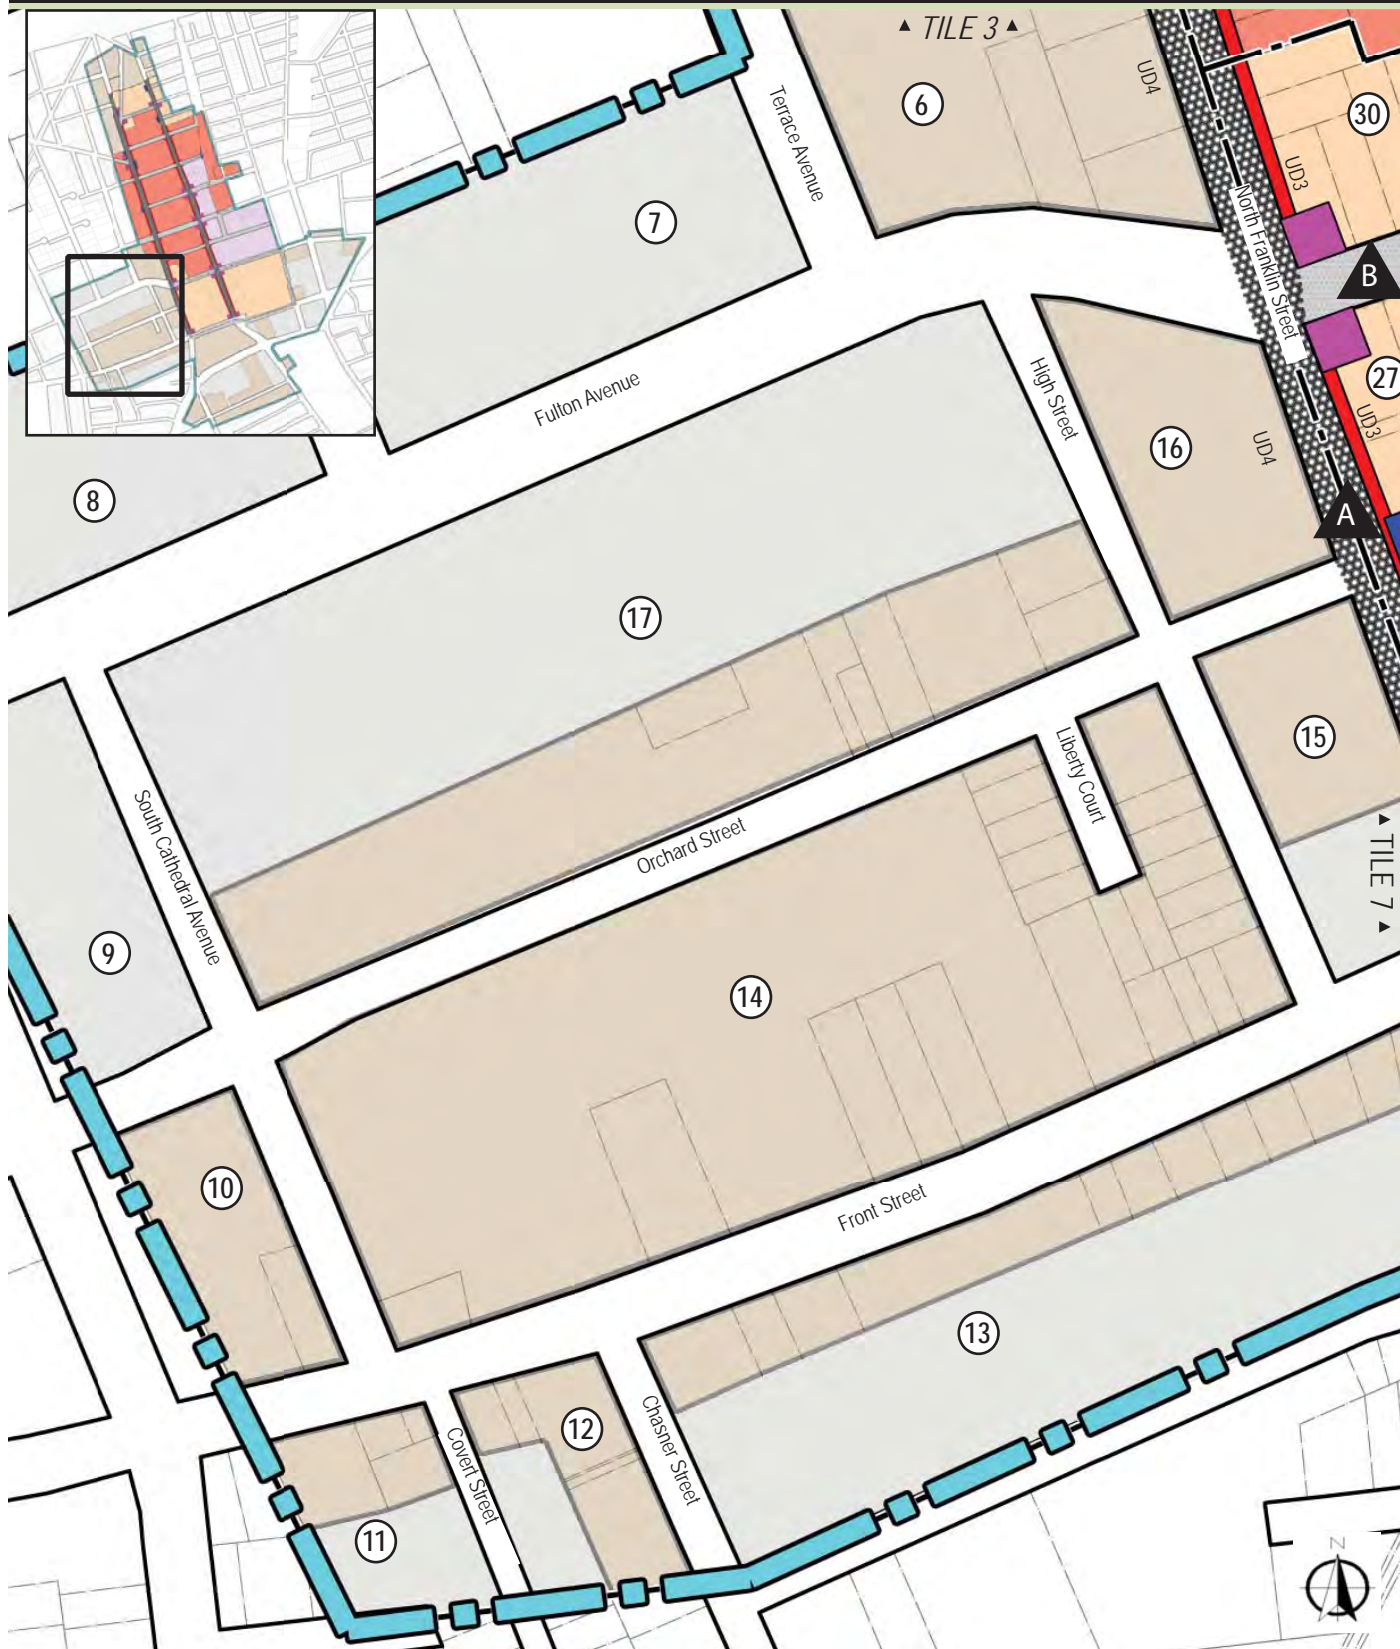 ▲ TILE 3 ▲
6
UD4
30
Terrace Avenue
UD3
7
North Franklin Street
B
Fulton Avenue
High Street
27
UD3
16
UD4
8
A
17
15
Liberty Court
South Cathedral Avenue
Orchard Street
▲ TILE 7 ▲
9
14
10
Front Street
13
12
Chasner Street
Covert Street
11
N